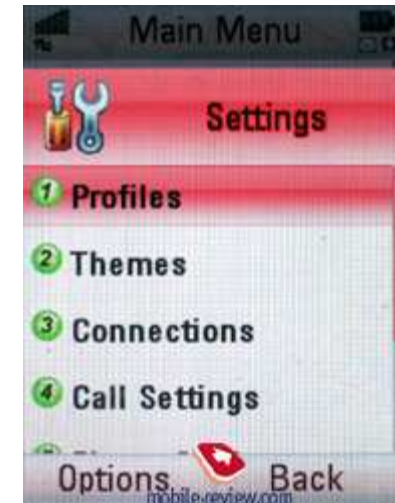 Main Menu
Settings
1 Profiles
2 Themes
3 Connections
4 Call Settings
Options Back
mobile-review.com